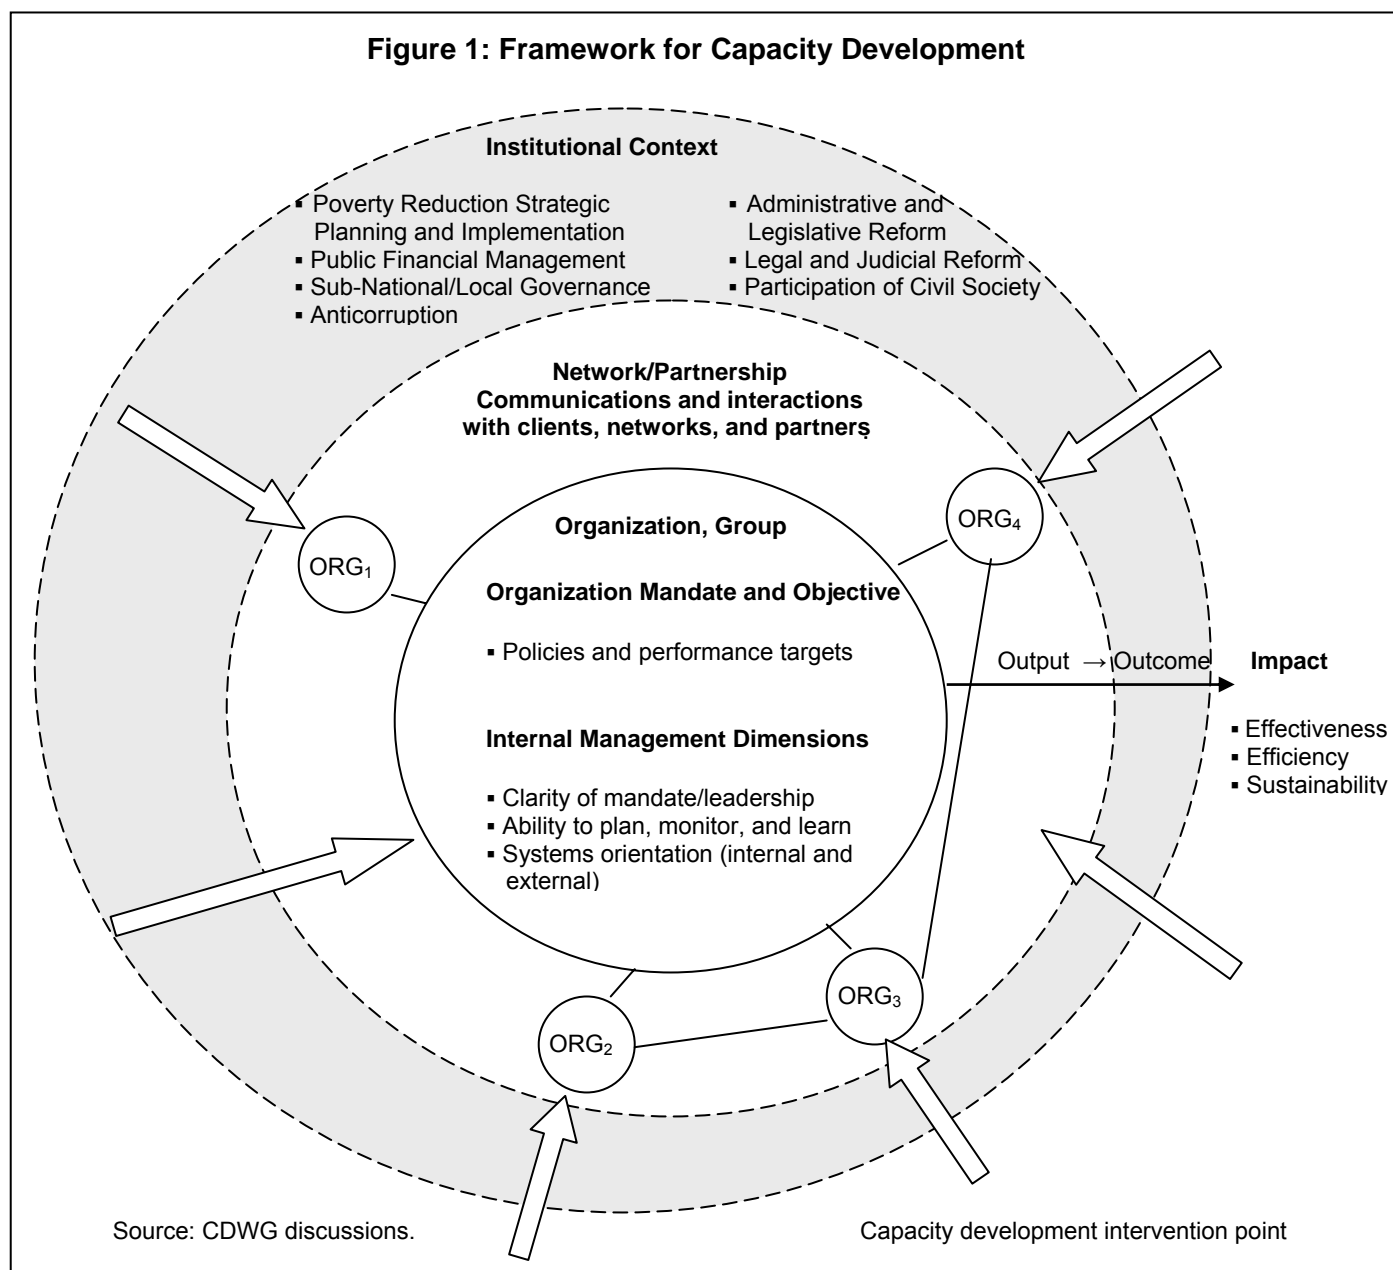 Figure 1: Framework for Capacity Development
Institutional Context
▪ Poverty Reduction Strategic
Planning and Implementation
▪ Public Financial Management
▪ Sub-National/Local Governance
▪ Anticorruption
▪ Administrative and
Legislative Reform
▪ Legal and Judicial Reform
▪ Participation of Civil Society
Network/Partnership
Communications and interactions
with clients, networks, and partners
ORG₁
ORG₄
Organization, Group
Organization Mandate and Objective
▪ Policies and performance targets
Output → Outcome
Impact
▪ Effectiveness
▪ Efficiency
▪ Sustainability
Internal Management Dimensions
▪ Clarity of mandate/leadership
▪ Ability to plan, monitor, and learn
▪ Systems orientation (internal and
external)
ORG₃
ORG₂
Source: CDWG discussions.
Capacity development intervention point